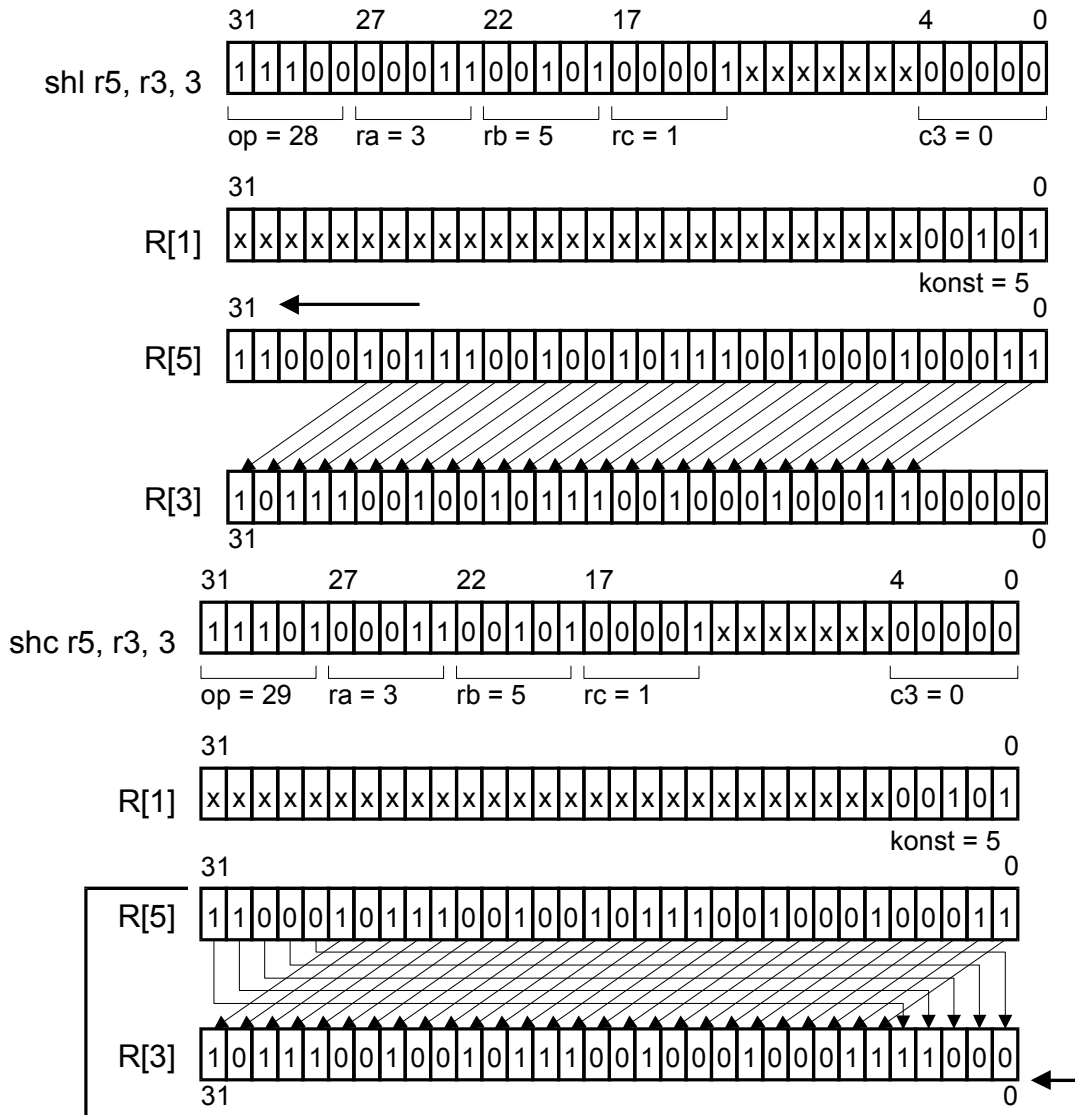 31 27 22 17 4 0
shl r5, r3, 3 1 1 1 0 0 0 0 0 1 1 0 0 1 0 1 0 0 0 0 1 x x x x x x x 0 0 0 0 0
op = 28 ra = 3 rb = 5 rc = 1 c3 = 0
31 0
R[1] x x x x x x x x x x x x x x x x x x x x x x x x x x x 0 0 1 0 1
konst = 5
31 0
R[5] 1 1 0 0 0 1 0 1 1 1 0 0 1 0 0 1 0 1 1 1 0 0 1 0 0 0 1 0 0 0 1 1
R[3] 1 0 1 1 1 0 0 1 0 0 1 0 1 1 1 0 0 1 0 0 0 1 0 0 0 1 1 0 0 0 0 0
31 0
31 27 22 17 4 0
shc r5, r3, 3 1 1 1 0 1 0 0 0 1 1 0 0 1 0 1 0 0 0 0 1 x x x x x x x 0 0 0 0 0
op = 29 ra = 3 rb = 5 rc = 1 c3 = 0
31 0
R[1] x x x x x x x x x x x x x x x x x x x x x x x x x x x 0 0 1 0 1
konst = 5
31 0
R[5] 1 1 0 0 0 1 0 1 1 1 0 0 1 0 0 1 0 1 1 1 0 0 1 0 0 0 1 0 0 0 1 1
R[3] 1 0 1 1 1 0 0 1 0 0 1 0 1 1 1 0 0 1 0 0 0 1 0 0 0 1 1 1 1 0 0 0
31 0